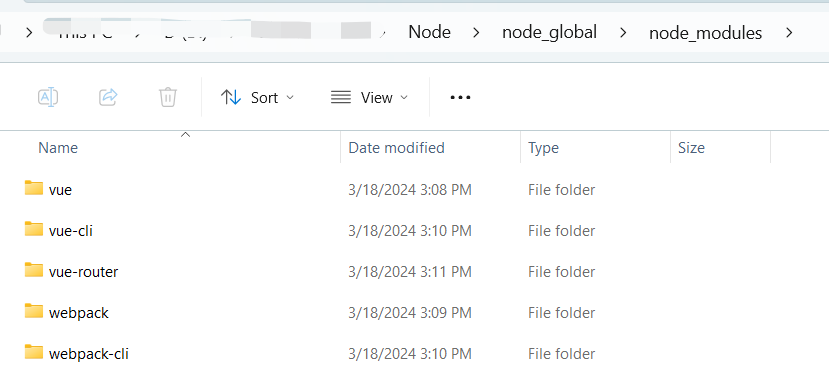 > > > Node > node_global > node_modules >
Sort View ...
Name Date modified Type Size
vue 3/18/2024 3:08 PM File folder
vue-cli 3/18/2024 3:10 PM File folder
vue-router 3/18/2024 3:11 PM File folder
webpack 3/18/2024 3:09 PM File folder
webpack-cli 3/18/2024 3:10 PM File folder